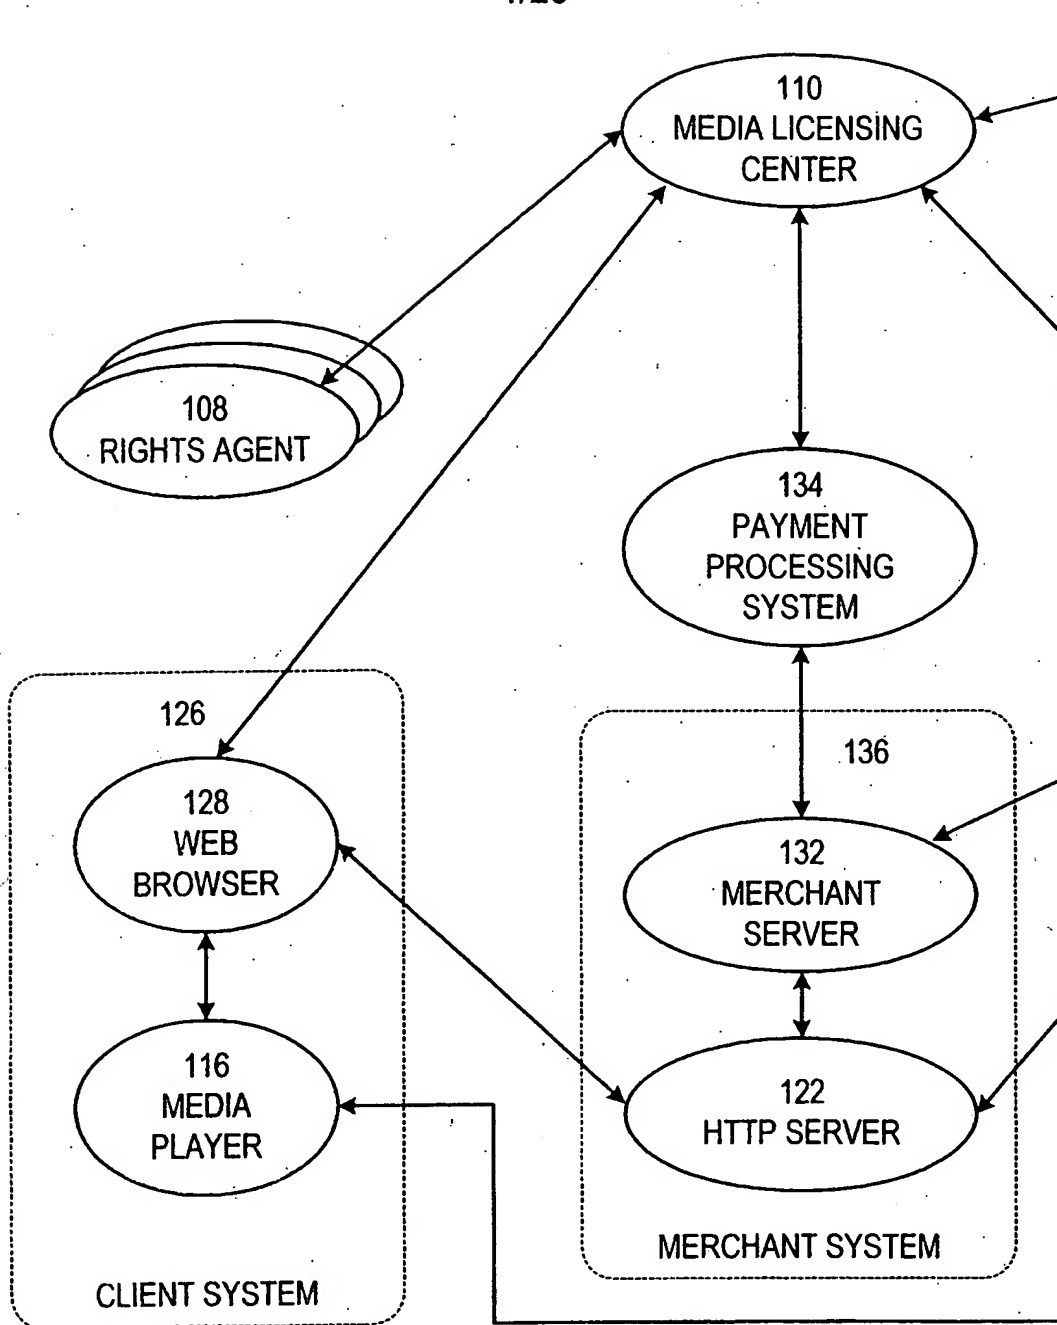 110
MEDIA LICENSING
CENTER
108
RIGHTS AGENT
134
PAYMENT
PROCESSING
SYSTEM
126
136
128
WEB
BROWSER
132
MERCHANT
SERVER
116
MEDIA
PLAYER
122
HTTP SERVER
MERCHANT SYSTEM
CLIENT SYSTEM